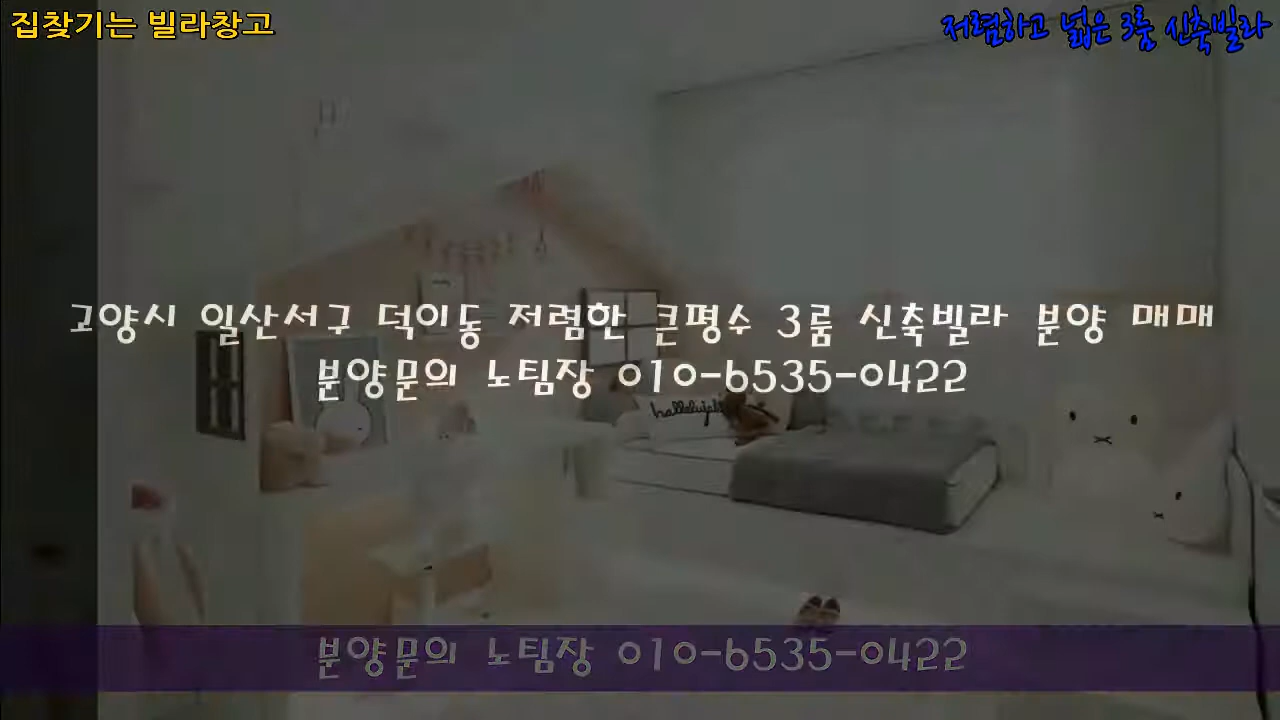 집찾기는 빌라창고
저렴하고 넓은 3룸 신축빌라
고양시 일산서구 덕이동 저렴한 큰평수 3룸 신축빌라 분양 매매
분양문의 노팀장 010-6535-0422
hallelujah
분양문의 노팀장 010-6535-0422